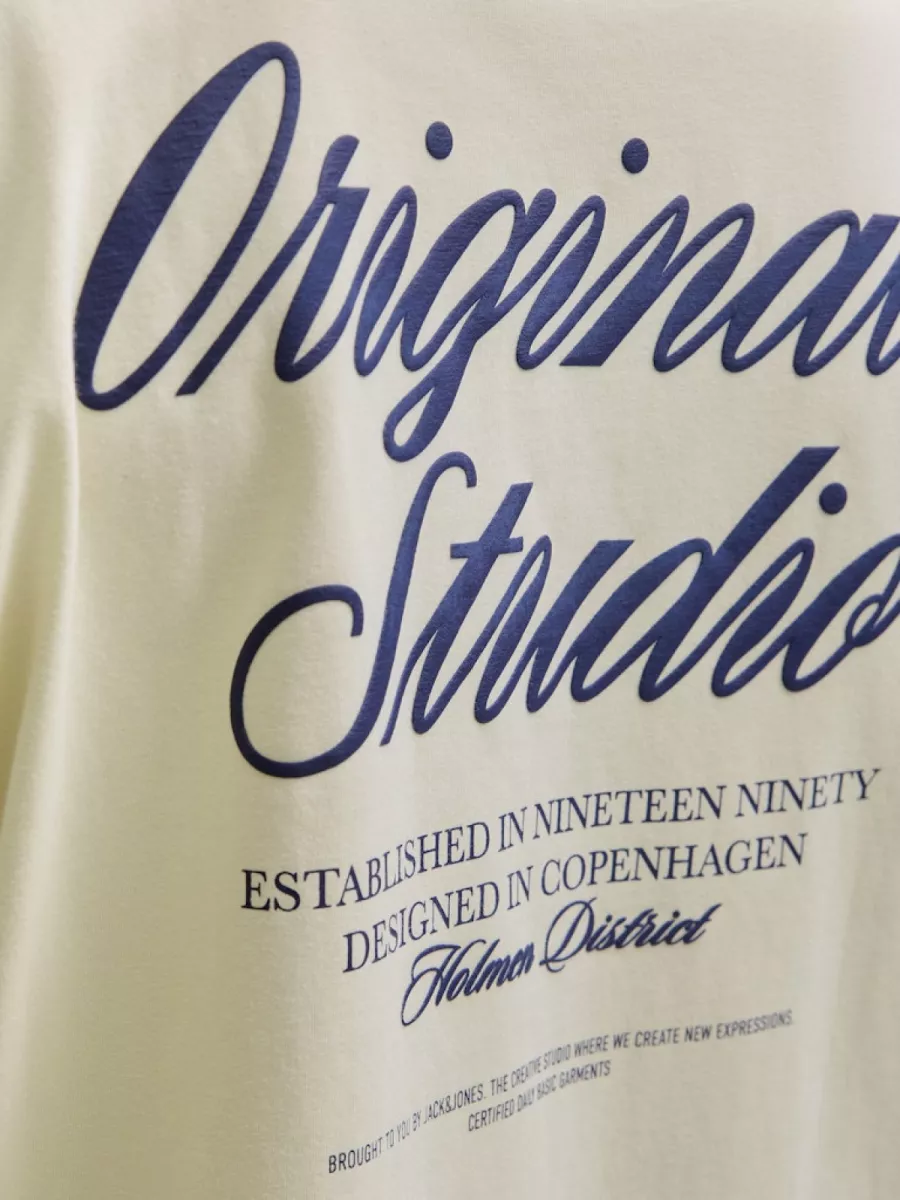 Original
Studio
ESTABLISHED IN NINETEEN NINETY
DESIGNED IN COPENHAGEN
Holmen District
BROUGHT TO YOU BY JACK&JONES. THE CREATIVE STUDIO WHERE WE CREATE NEW EXPRESSIONS.
CERTIFIED DAILY BASIC GARMENTS